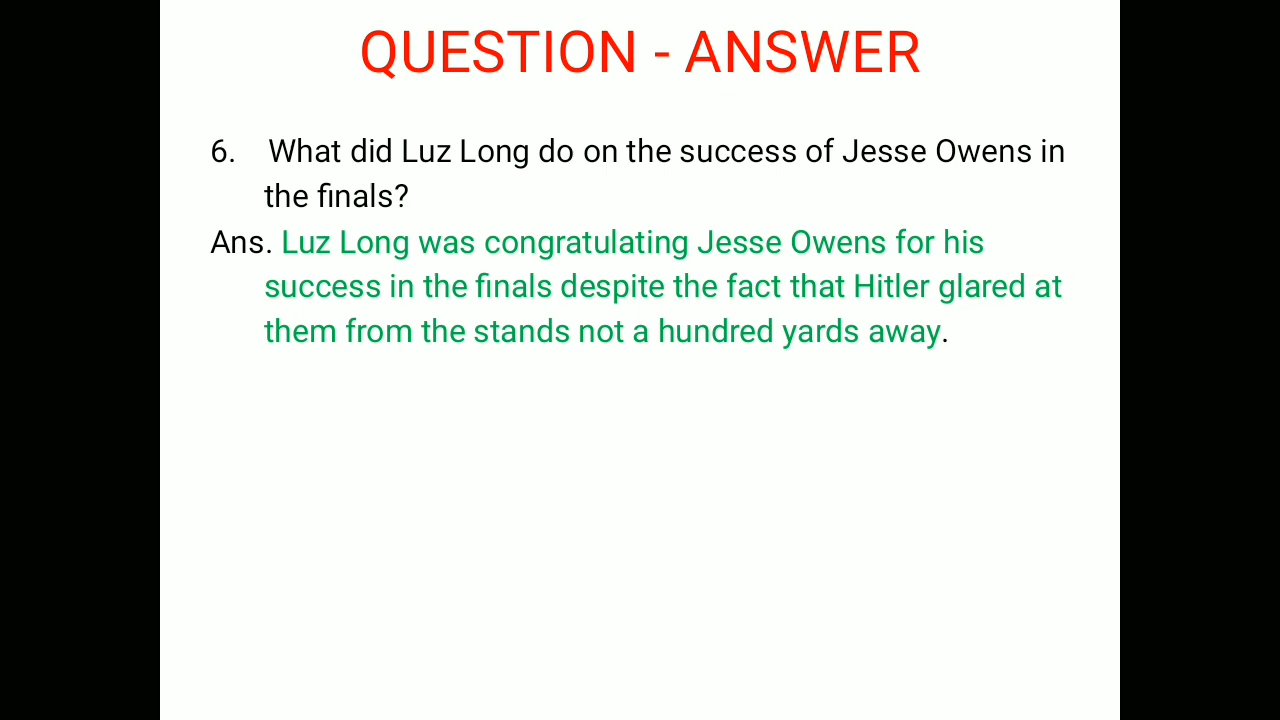 QUESTION - ANSWER
6. What did Luz Long do on the success of Jesse Owens in
the finals?
Ans. Luz Long was congratulating Jesse Owens for his
success in the finals despite the fact that Hitler glared at
them from the stands not a hundred yards away.